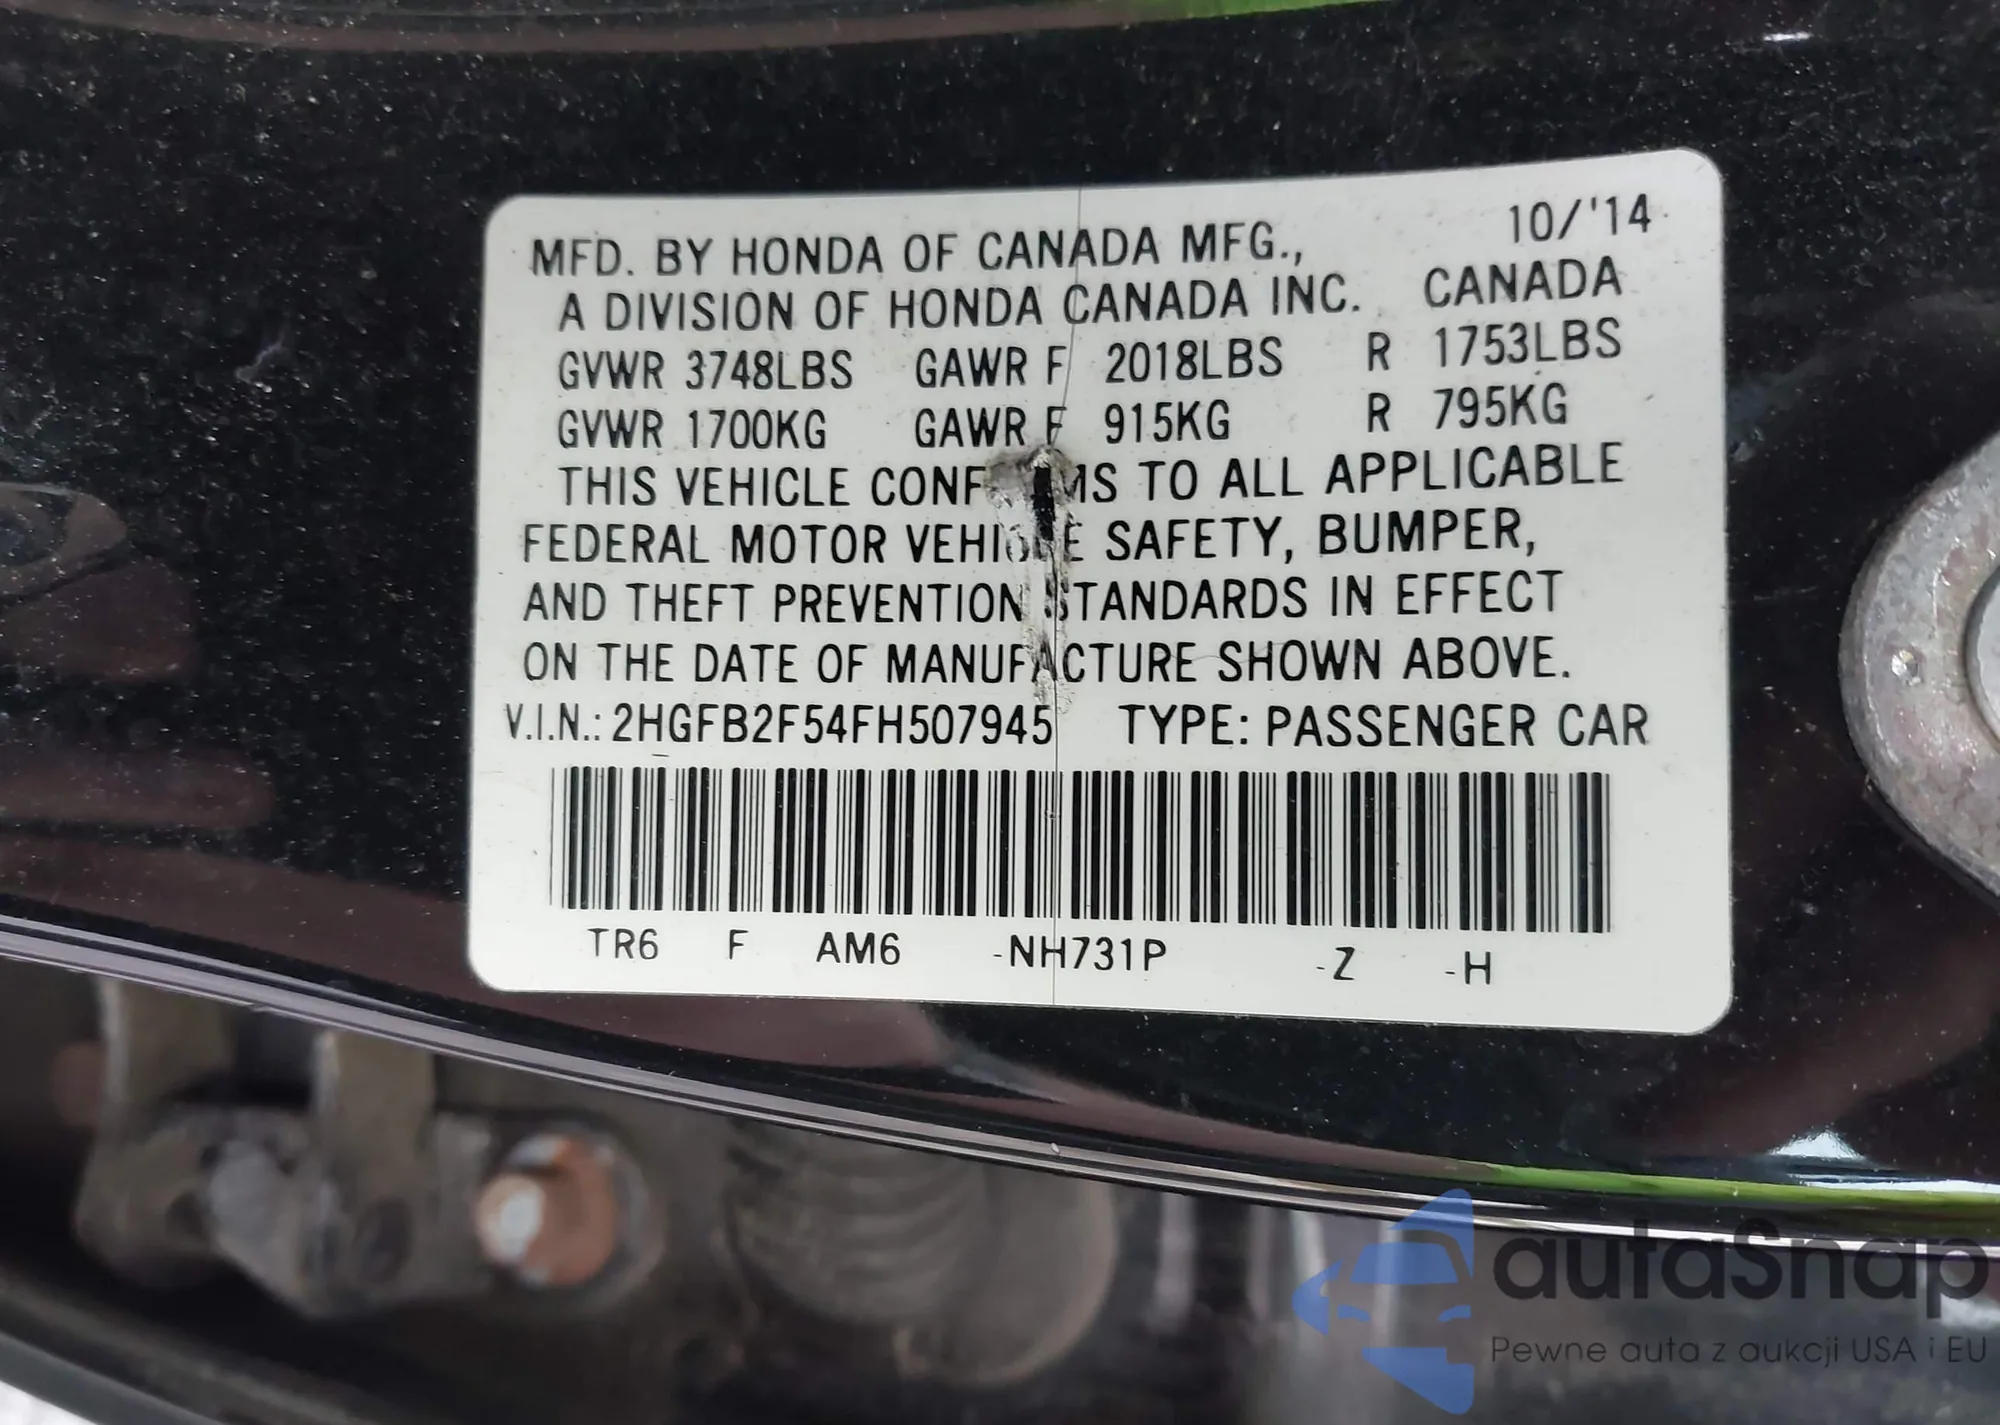 10/'14
MFD. BY HONDA OF CANADA MFG.,
A DIVISION OF HONDA CANADA INC. CANADA
GVWR 3748LBS GAWR F 2018LBS R 1753LBS
GVWR 1700KG GAWR F 915KG R 795KG
THIS VEHICLE CONFORMS TO ALL APPLICABLE
FEDERAL MOTOR VEHICLE SAFETY, BUMPER,
AND THEFT PREVENTION STANDARDS IN EFFECT
ON THE DATE OF MANUFACTURE SHOWN ABOVE.
V.I.N.: 2HGFB2F54FH507945 TYPE: PASSENGER CAR
TR6 F AM6 -NH731P -Z -H
autaSnap
Pewne auta z aukcji USA i EU